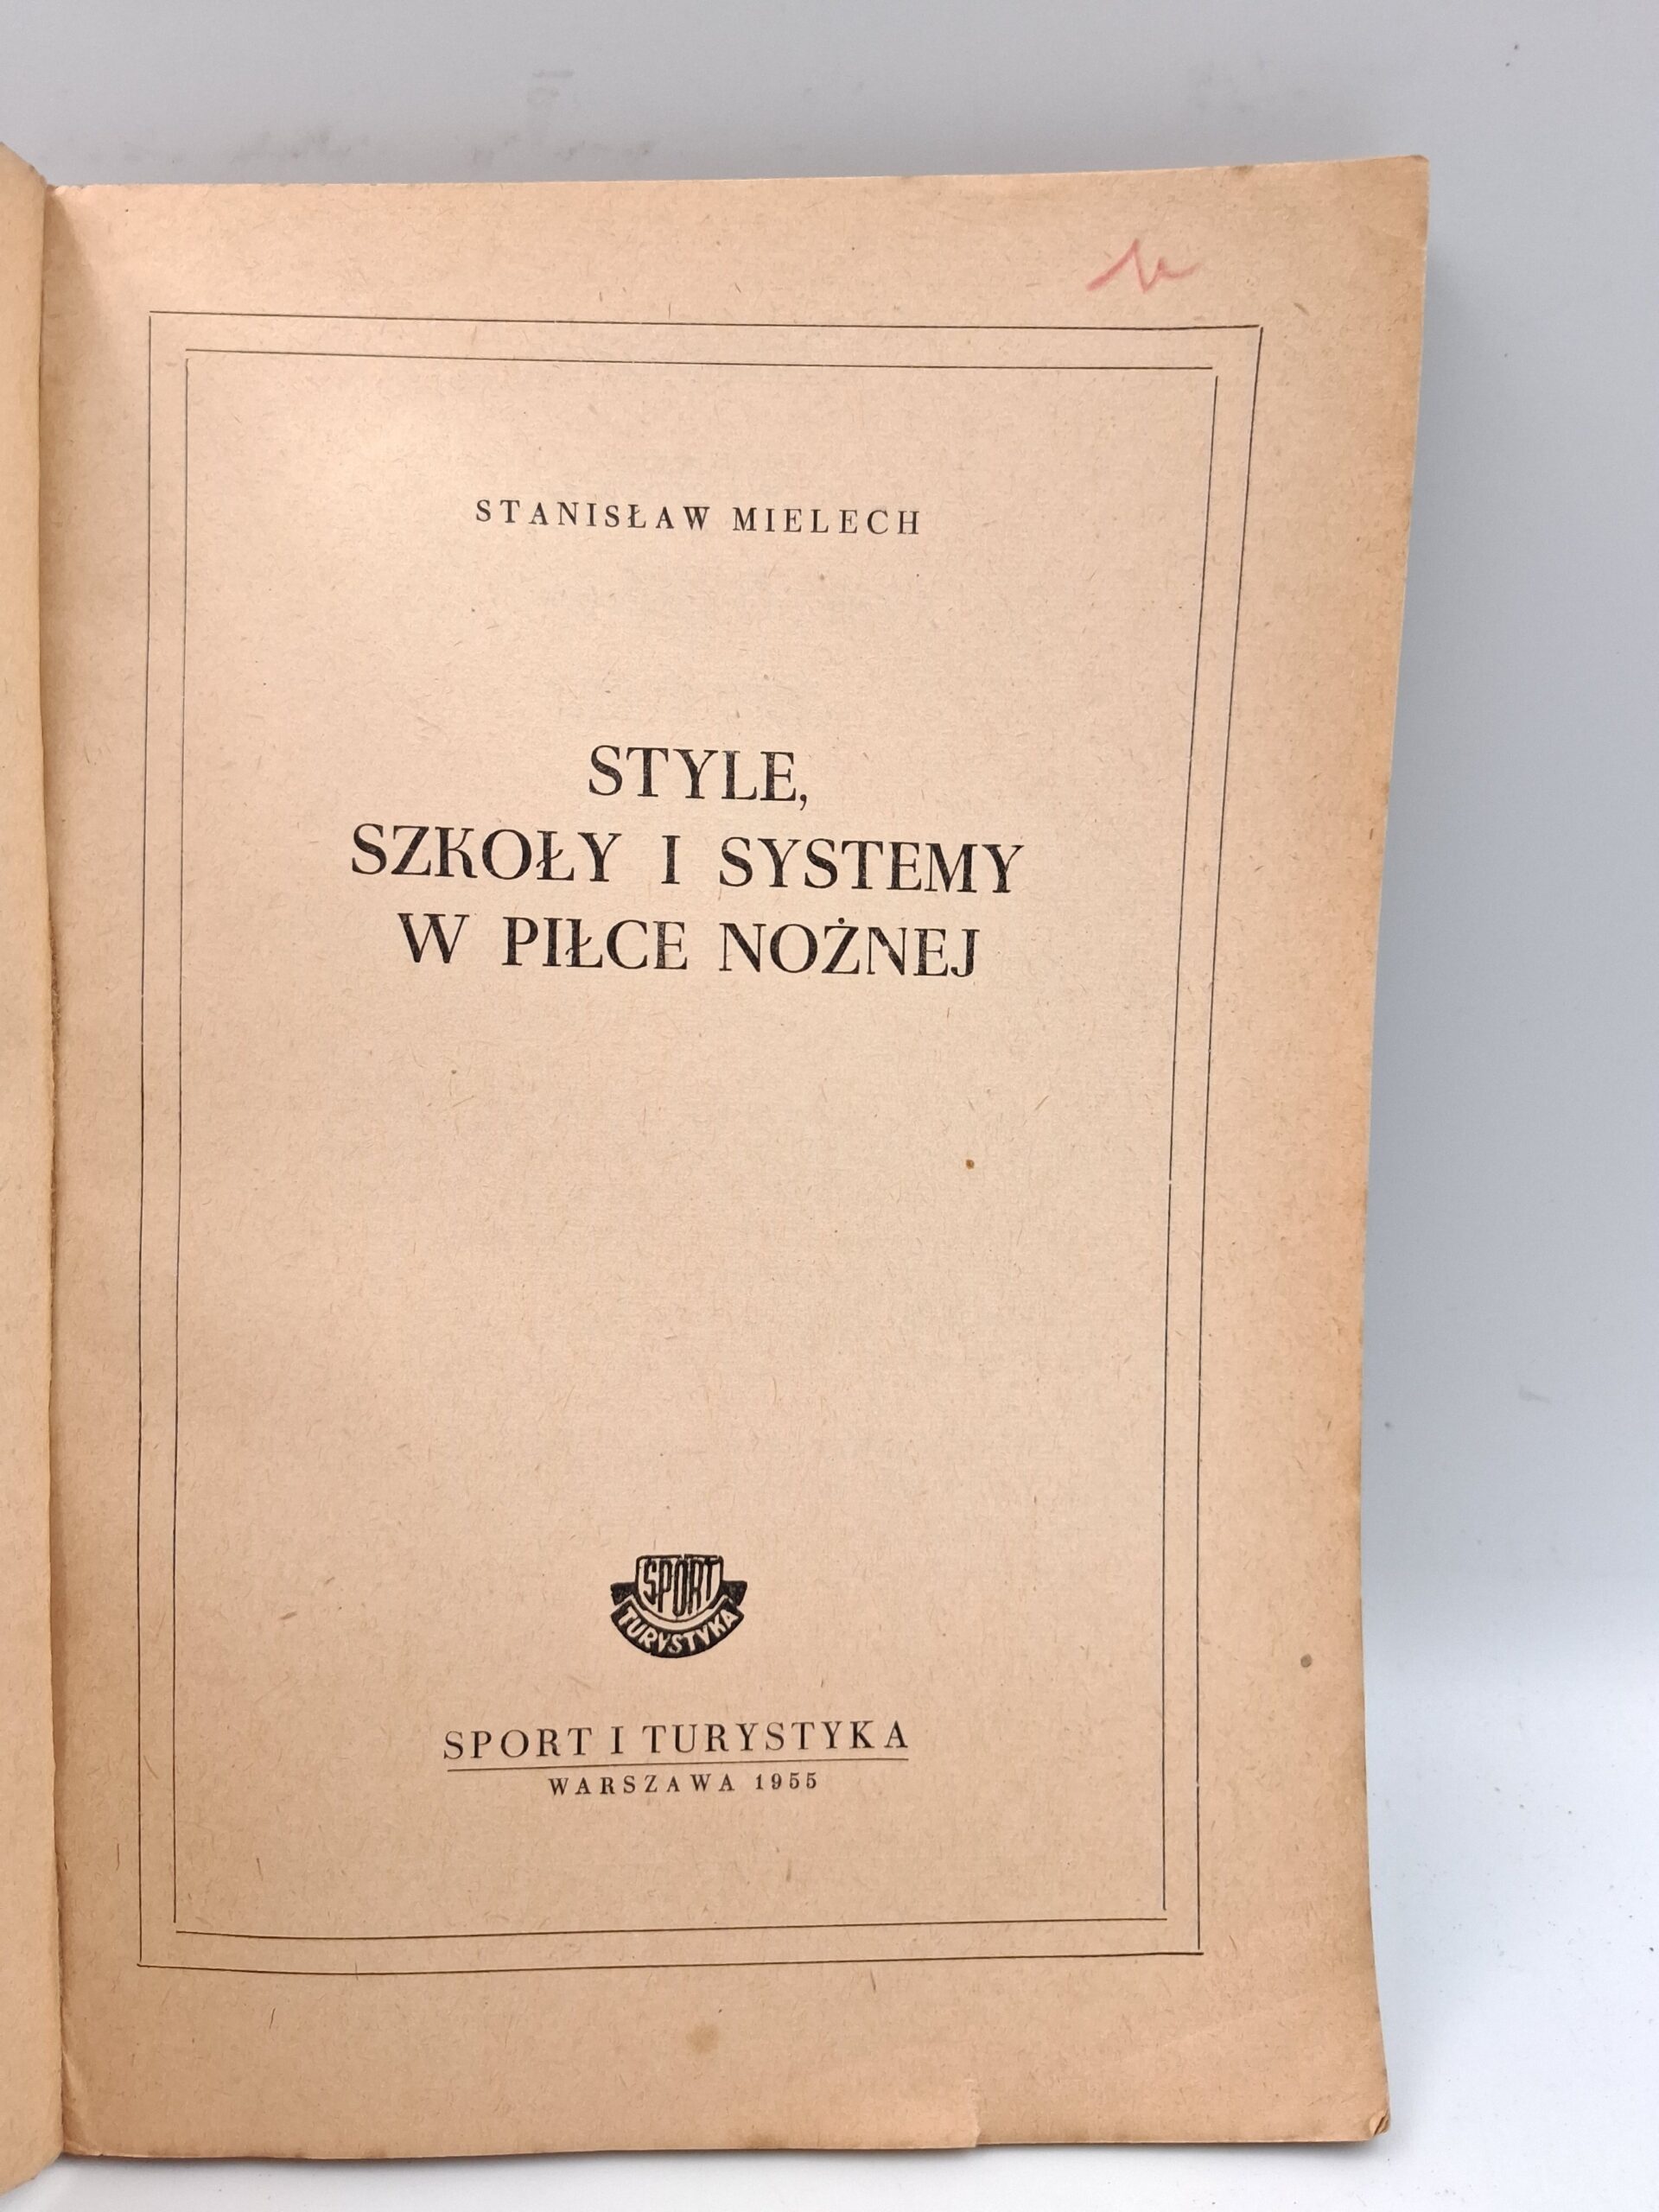 STANISŁAW MIELECH
STYLE,
SZKOŁY I SYSTEMY
W PIŁCE NOŻNEJ
SPORT
TURYSTYKA
SPORT I TURYSTYKA
WARSZAWA 1955